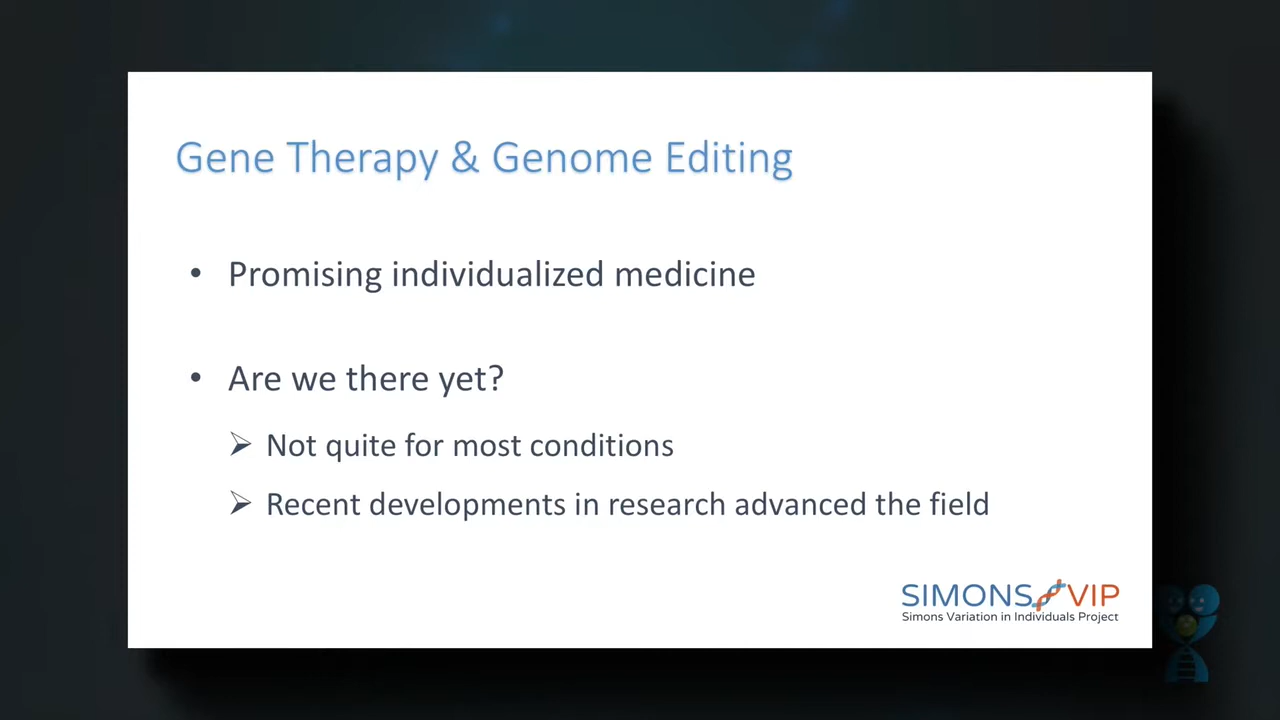 Gene Therapy & Genome Editing
• Promising individualized medicine
• Are we there yet?
➢ Not quite for most conditions
➢ Recent developments in research advanced the field
SIMONS VIP
Simons Variation in Individuals Project